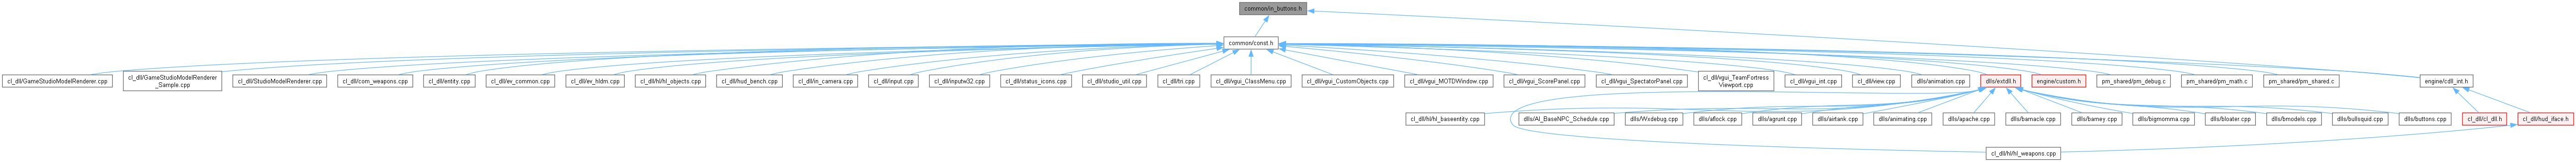 common/in_buttons.h
common/const.h
cl_dll/GameStudioModelRenderer.cpp
cl_dll/GameStudioModelRenderer
_Sample.cpp
cl_dll/StudioModelRenderer.cpp
cl_dll/com_weapons.cpp
cl_dll/entity.cpp
cl_dll/ev_common.cpp
cl_dll/ev_hldm.cpp
cl_dll/hl/hl_objects.cpp
cl_dll/hud_bench.cpp
cl_dll/in_camera.cpp
cl_dll/input.cpp
cl_dll/inputw32.cpp
cl_dll/status_icons.cpp
cl_dll/studio_util.cpp
cl_dll/tri.cpp
cl_dll/vgui_ClassMenu.cpp
cl_dll/vgui_CustomObjects.cpp
cl_dll/vgui_MOTDWindow.cpp
cl_dll/vgui_ScorePanel.cpp
cl_dll/vgui_SpectatorPanel.cpp
cl_dll/vgui_TeamFortress
Viewport.cpp
cl_dll/vgui_int.cpp
cl_dll/view.cpp
dlls/animation.cpp
dlls/extdll.h
engine/custom.h
pm_shared/pm_debug.c
pm_shared/pm_math.c
pm_shared/pm_shared.c
engine/cdll_int.h
cl_dll/hl/hl_baseentity.cpp
dlls/AI_BaseNPC_Schedule.cpp
dlls/Wxdebug.cpp
dlls/aflock.cpp
dlls/agrunt.cpp
dlls/airtank.cpp
dlls/animating.cpp
dlls/apache.cpp
dlls/barnacle.cpp
dlls/barney.cpp
dlls/bigmomma.cpp
dlls/bloater.cpp
dlls/bmodels.cpp
dlls/bullsquid.cpp
dlls/buttons.cpp
cl_dll/cl_dll.h
cl_dll/hud_iface.h
cl_dll/hl/hl_weapons.cpp